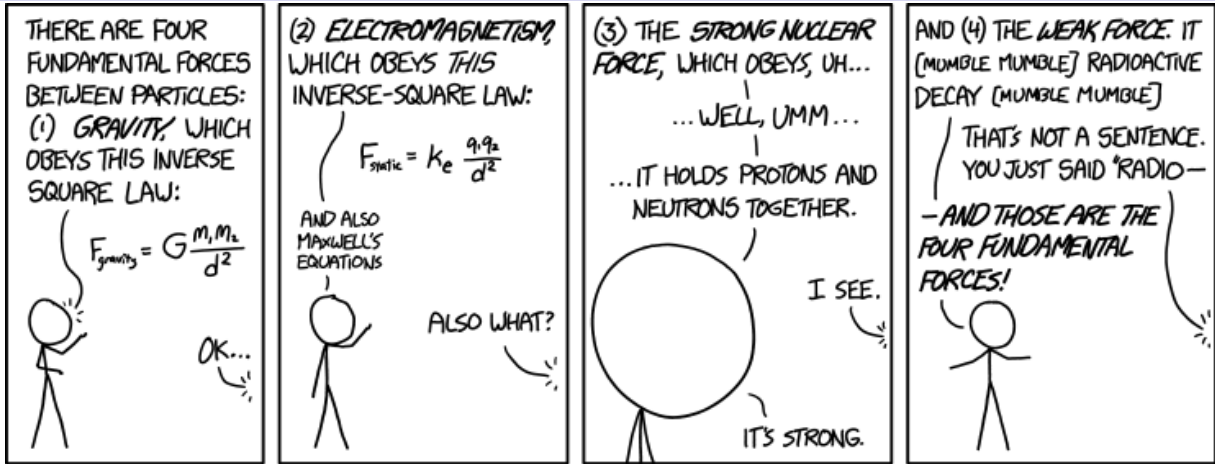 THERE ARE FOUR
FUNDAMENTAL FORCES
BETWEEN PARTICLES:
(1) GRAVITY, WHICH
OBEYS THIS INVERSE
SQUARE LAW:
F_gravity = G m₁m₂/d²
OK...
(2) ELECTROMAGNETISM,
WHICH OBEYS THIS
INVERSE-SQUARE LAW:
F_static = kₑ q₁q₂/d²
AND ALSO
MAXWELL'S
EQUATIONS
ALSO WHAT?
(3) THE STRONG NUCLEAR
FORCE, WHICH OBEYS, UH...
...WELL, UMM...
...IT HOLDS PROTONS AND
NEUTRONS TOGETHER.
I SEE.
IT'S STRONG.
AND (4) THE WEAK FORCE. IT
[MUMBLE MUMBLE] RADIOACTIVE
DECAY [MUMBLE MUMBLE]
THAT'S NOT A SENTENCE.
YOU JUST SAID "RADIO—
—AND THOSE ARE THE
FOUR FUNDAMENTAL
FORCES!